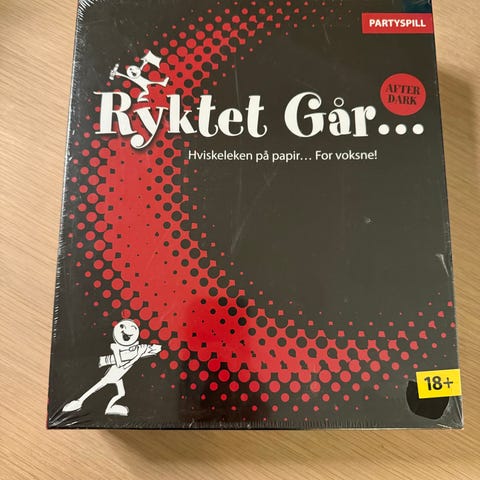 PARTYSPILL
AFTER
DARK
Ryktet Går...
Hviskeleken på papir... For voksne!
18+